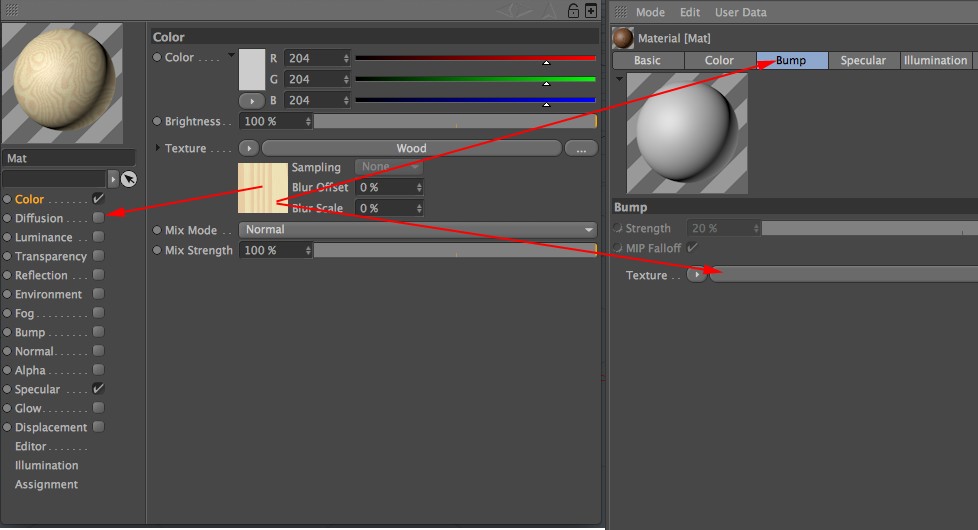 Mat
Color . . . . . . .
Diffusion . . . .
Luminance . .
Transparency
Reflection . .
Environment
Fog . . . . . . . .
Bump . . . . . .
Normal . . . . .
Alpha . . . . . .
Specular . . . .
Glow . . . . . . .
Displacement
Editor . . . . . .
Illumination
Assignment
Color
Color . . . .
R 204
G 204
B 204
Brightness . . 100 %
Texture . . . . Wood ...
Sampling None
Blur Offset 0 %
Blur Scale 0 %
Mix Mode . . Normal
Mix Strength 100 %
Mode Edit User Data
Material [Mat]
Basic Color Bump Specular Illumination
Bump
Strength 20 %
MIP Falloff
Texture . .